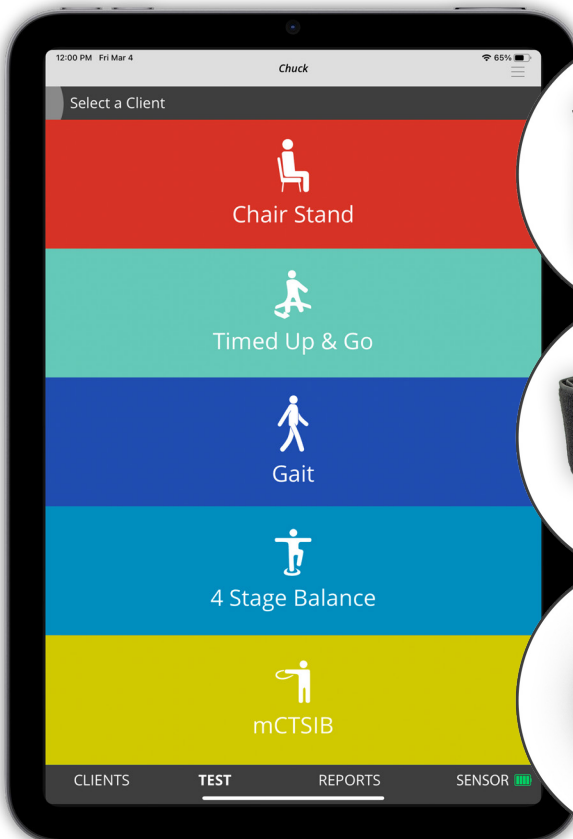 12:00 PM Fri Mar 4
65%
Chuck
Select a Client
Chair Stand
Timed Up & Go
Gait
4 Stage Balance
mCTSIB
CLIENTS TEST REPORTS SENSOR